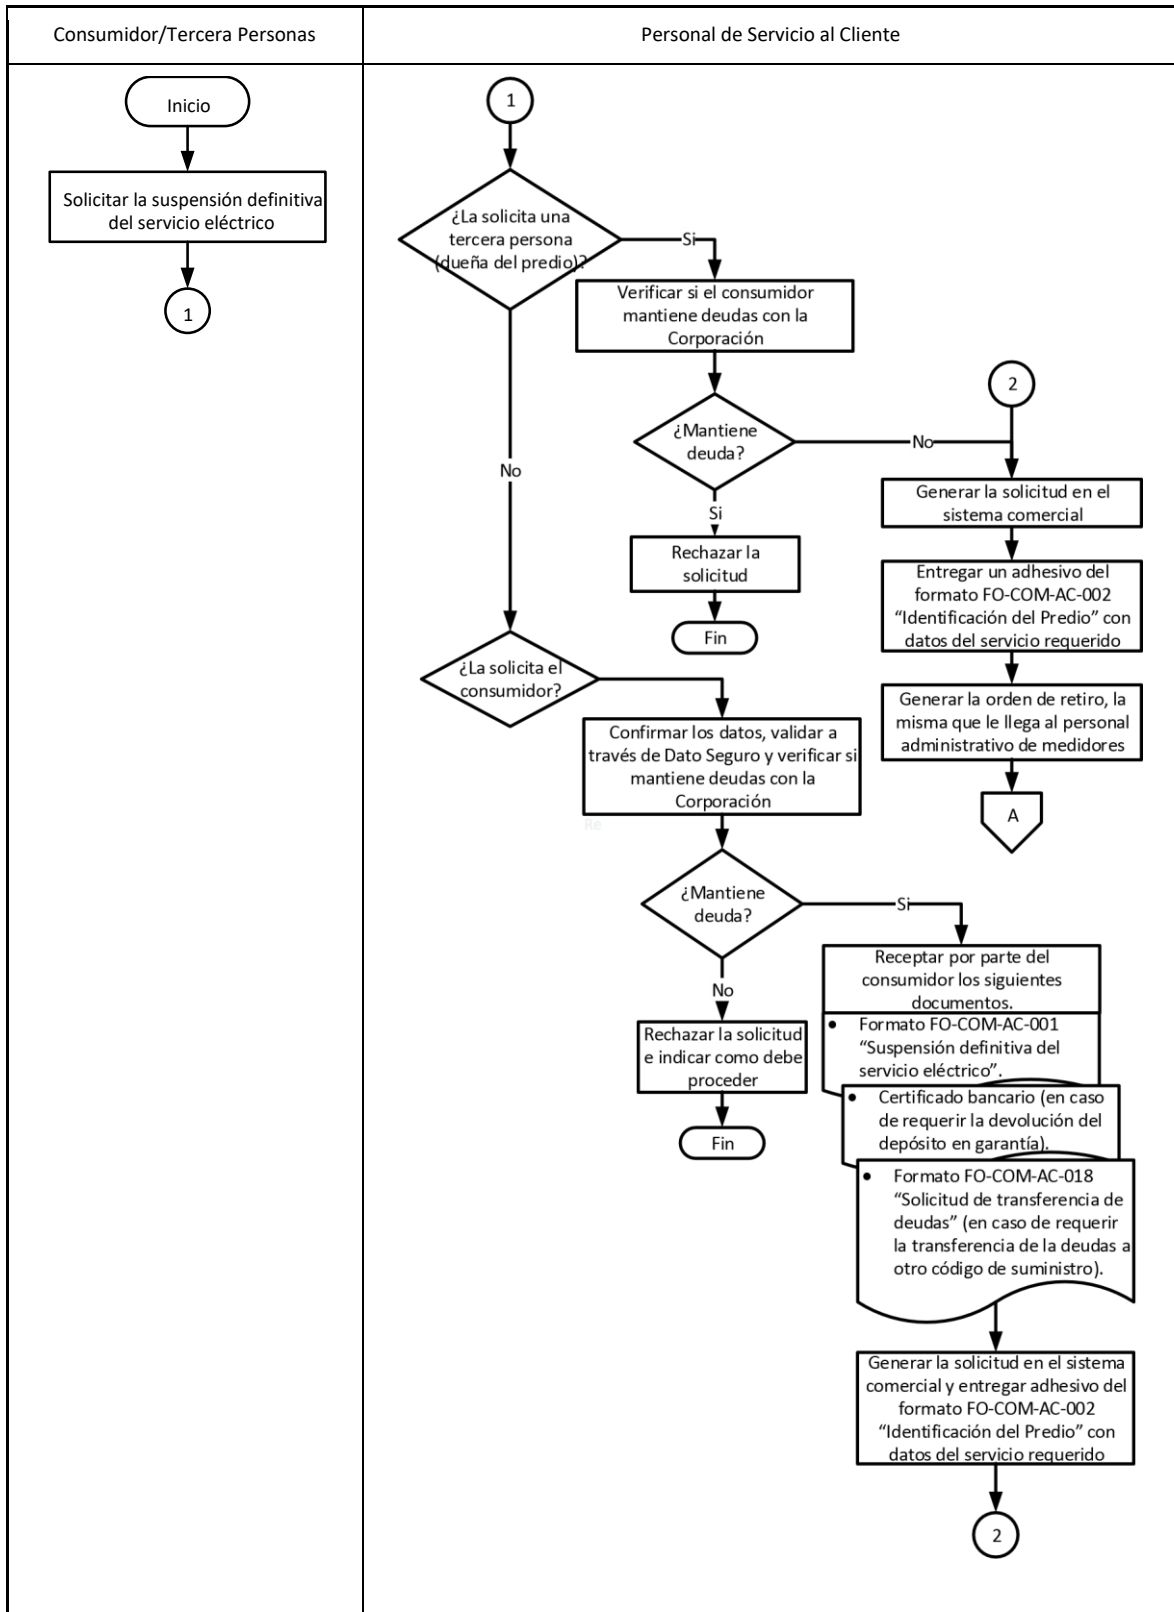 Consumidor/Tercera Personas
Personal de Servicio al Cliente
Inicio
Solicitar la suspensión definitiva
del servicio eléctrico
1
1
¿La solicita una
tercera persona
(dueña del predio)?
Si
Verificar si el consumidor
mantiene deudas con la
Corporación
2
¿Mantiene
deuda?
No
No
Si
Generar la solicitud en el
sistema comercial
Rechazar la
solicitud
Fin
Entregar un adhesivo del
formato FO-COM-AC-002
“Identificación del Predio” con
datos del servicio requerido
¿La solicita el
consumidor?
Generar la orden de retiro, la
misma que le llega al personal
administrativo de medidores
Confirmar los datos, validar a
través de Dato Seguro y verificar si
mantiene deudas con la
Corporación
A
Re
¿Mantiene
deuda?
Si
No
Receptar por parte del
consumidor los siguientes
documentos.
Rechazar la solicitud
e indicar como debe
proceder
Fin
• Formato FO-COM-AC-001
“Suspensión definitiva del
servicio eléctrico”.
• Certificado bancario (en caso
de requerir la devolución del
depósito en garantía).
• Formato FO-COM-AC-018
“Solicitud de transferencia de
deudas” (en caso de requerir
la transferencia de la deudas a
otro código de suministro).
Generar la solicitud en el sistema
comercial y entregar adhesivo del
formato FO-COM-AC-002
“Identificación del Predio” con
datos del servicio requerido
2